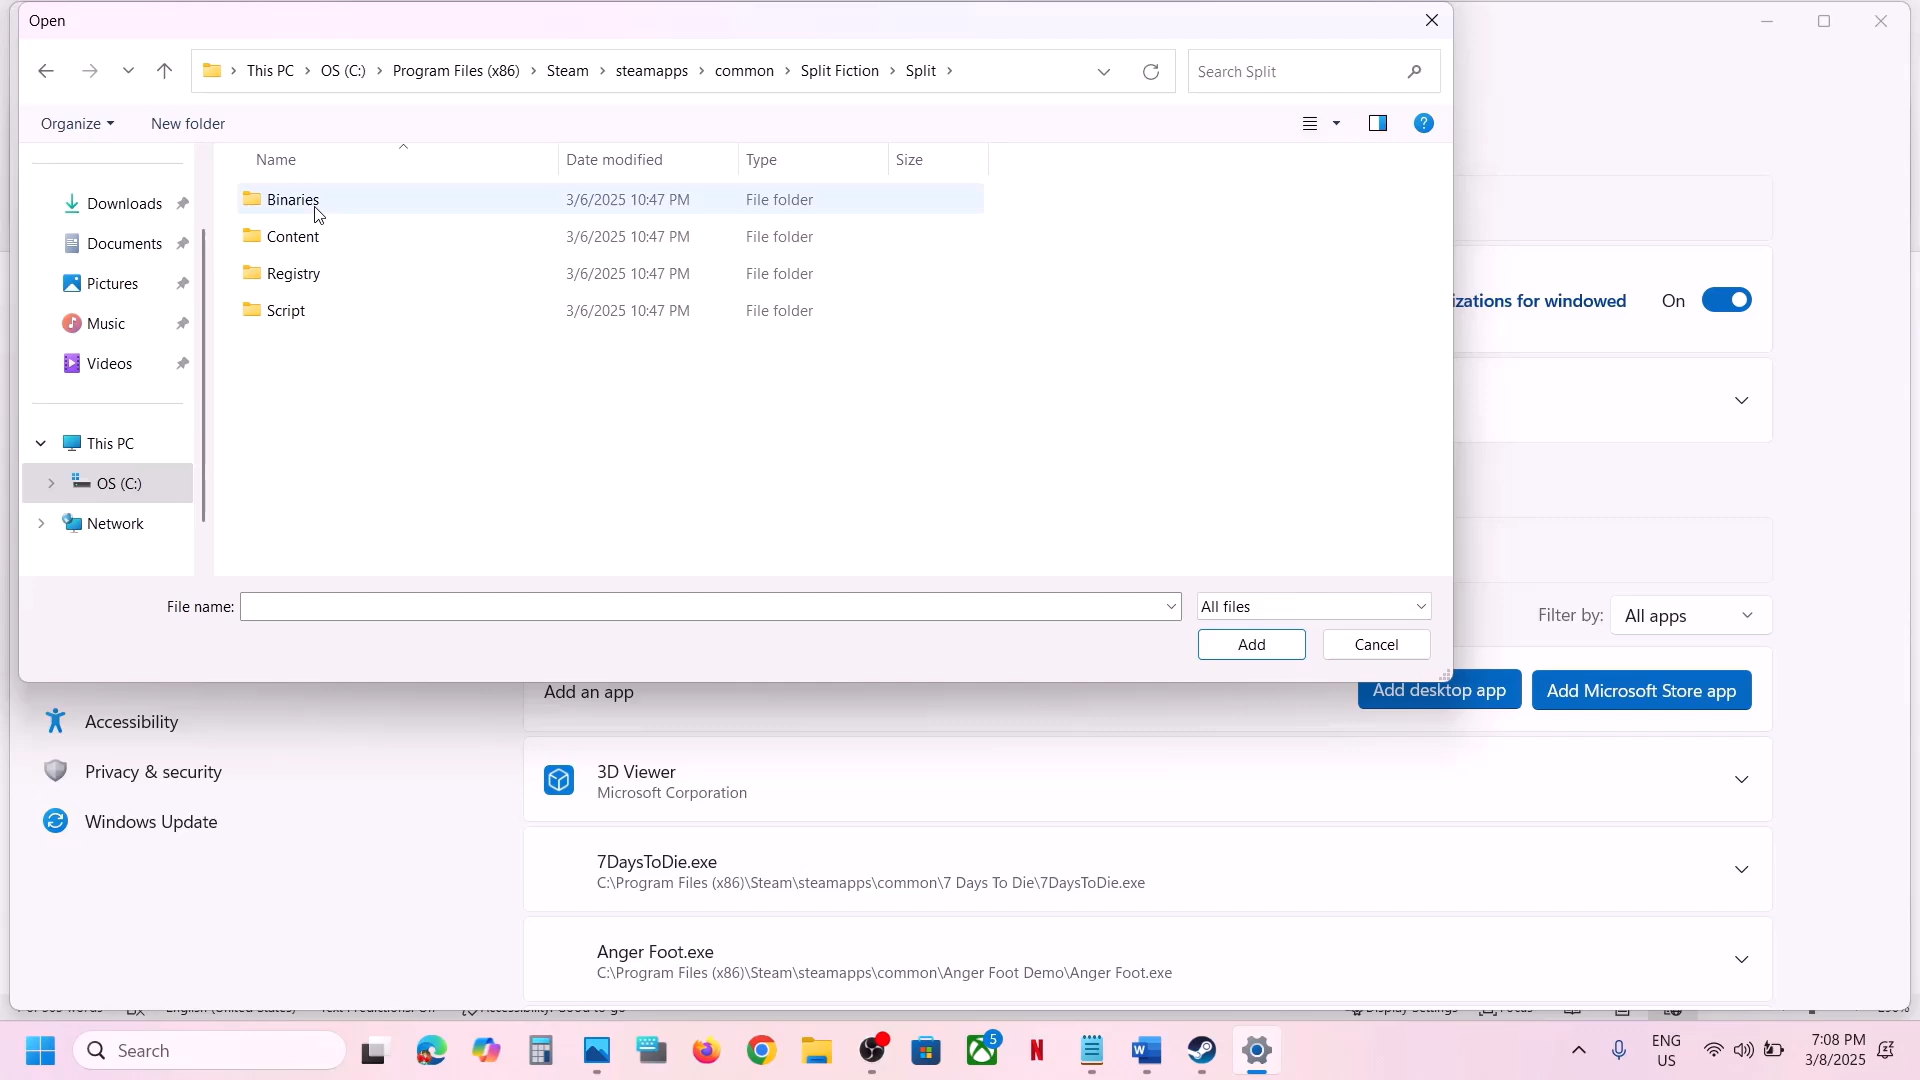 Open
This PC > OS (C:) > Program Files (x86) > Steam > steamapps > common > Split Fiction > Split >
Search Split
Organize
New folder
Name
Date modified
Type
Size
Downloads
Documents
Pictures
Music
Videos
This PC
OS (C:)
Network
Binaries 3/6/2025 10:47 PM File folder
Content 3/6/2025 10:47 PM File folder
Registry 3/6/2025 10:47 PM File folder
Script 3/6/2025 10:47 PM File folder
File name:
All files
Add
Cancel
izations for windowed
On
Filter by:
All apps
Add an app
Add desktop app
Add Microsoft Store app
Accessibility
Privacy & security
Windows Update
3D Viewer
Microsoft Corporation
7DaysToDie.exe
C:\Program Files (x86)\Steam\steamapps\common\7 Days To Die\7DaysToDie.exe
Anger Foot.exe
C:\Program Files (x86)\Steam\steamapps\common\Anger Foot Demo\Anger Foot.exe
Search
5
ENG
US
7:08 PM
3/8/2025